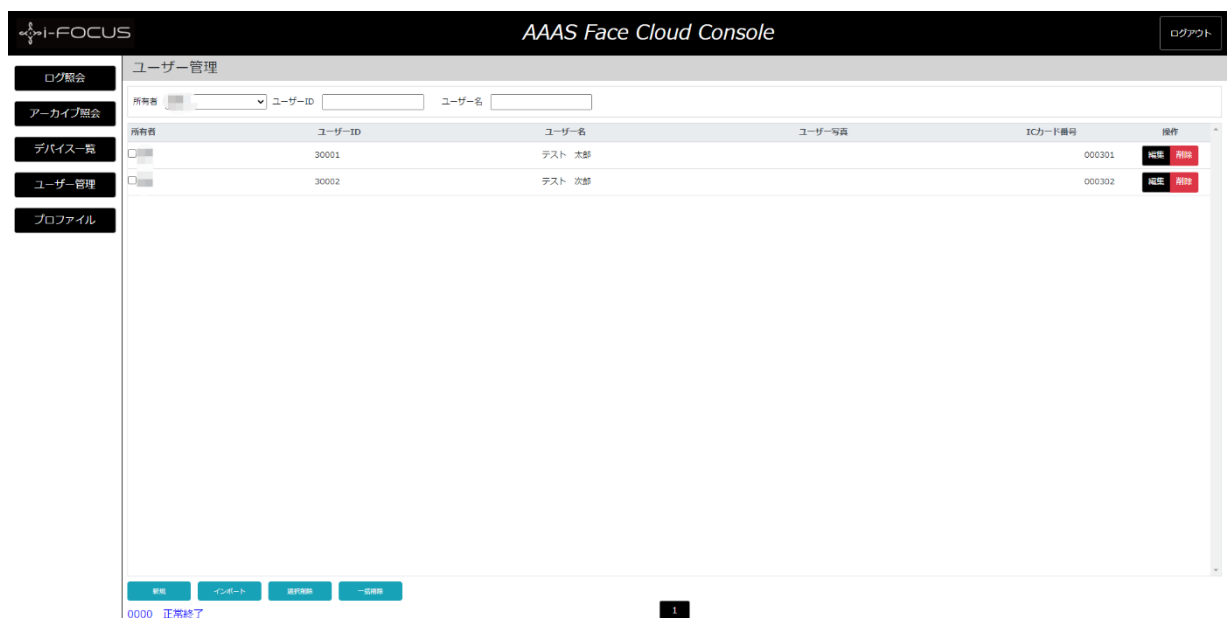 i-FOCUS
AAAS Face Cloud Console
ログアウト
ログ照会
アーカイブ照会
デバイス一覧
ユーザー管理
プロファイル
ユーザー管理
所有者 ユーザーID ユーザー名
所有者 ユーザーID ユーザー名 ユーザー写真 ICカード番号 操作
30001 テスト 太郎 000301 編集 削除
30002 テスト 次郎 000302 編集 削除
新規 インポート 選択削除 一括削除
0000 正常終了
1